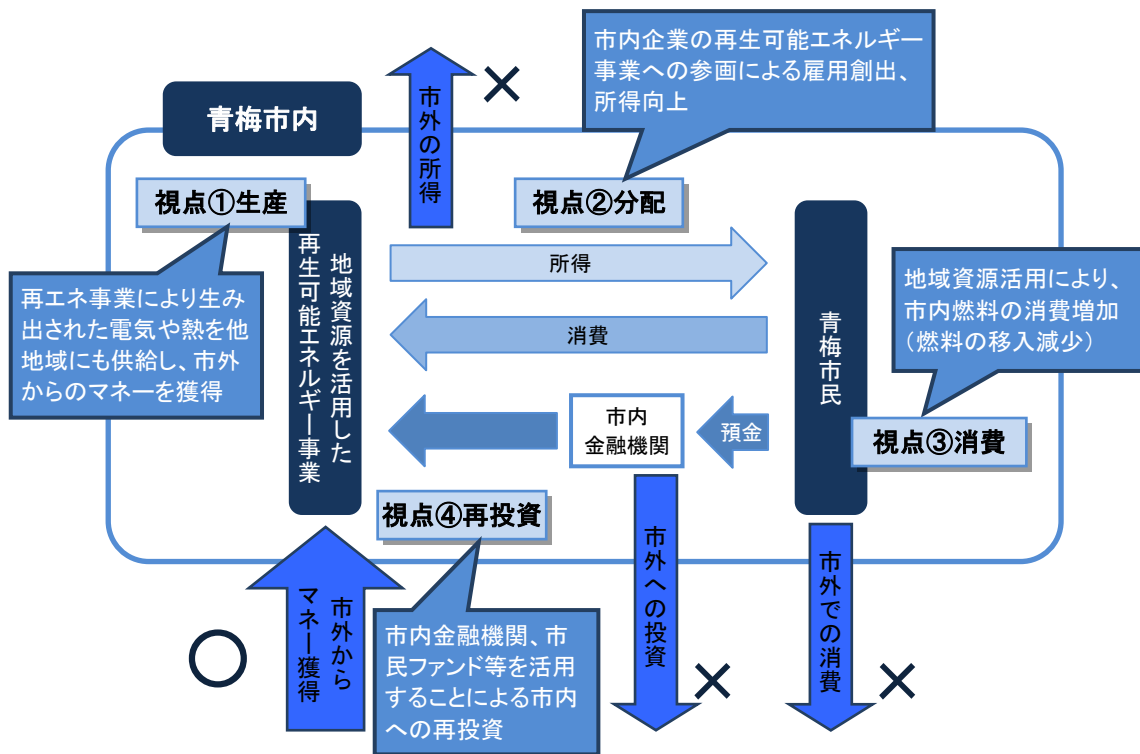 市内企業の再生可能エネルギー
事業への参画による雇用創出、
所得向上
青梅市内
市外の所得
×
視点①生産
視点②分配
地域資源を活用した
再生可能エネルギー事業
所得
消費
青梅市民
再エネ事業により生み
出された電気や熱を他
地域にも供給し、市外
からのマネーを獲得
地域資源活用により、
市内燃料の消費増加
（燃料の移入減少）
市内
金融機関
預金
視点③消費
視点④再投資
市外から
マネー獲得
○
市内金融機関、市
民ファンド等を活用
することによる市内
への再投資
市外への投資
×
市外での消費
×